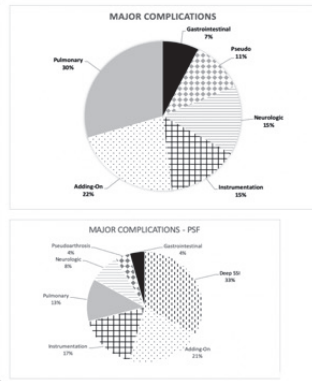 MAJOR COMPLICATIONS
Gastrointestinal
7%
Pseudo
11%
Pulmonary
30%
Neurologic
15%
Adding-On
22%
Instrumentation
15%
MAJOR COMPLICATIONS - PSF
Pseudoarthrosis
4%
Gastrointestinal
4%
Neurologic
8%
Deep SSI
33%
Pulmonary
13%
Instrumentation
17%
Adding-On
21%